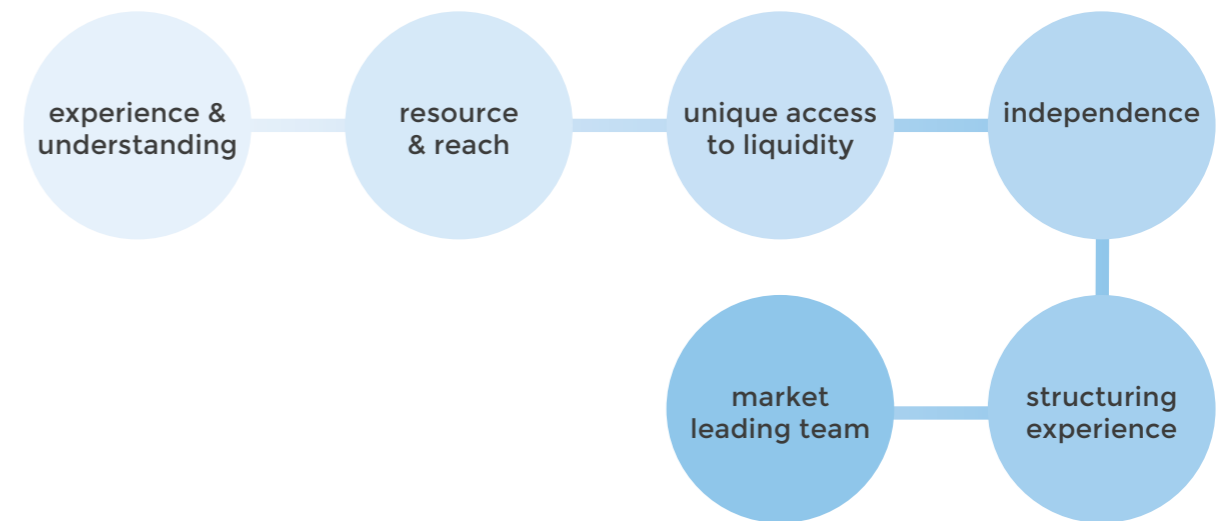 experience &
understanding
resource
& reach
unique access
to liquidity
independence
structuring
experience
market
leading team